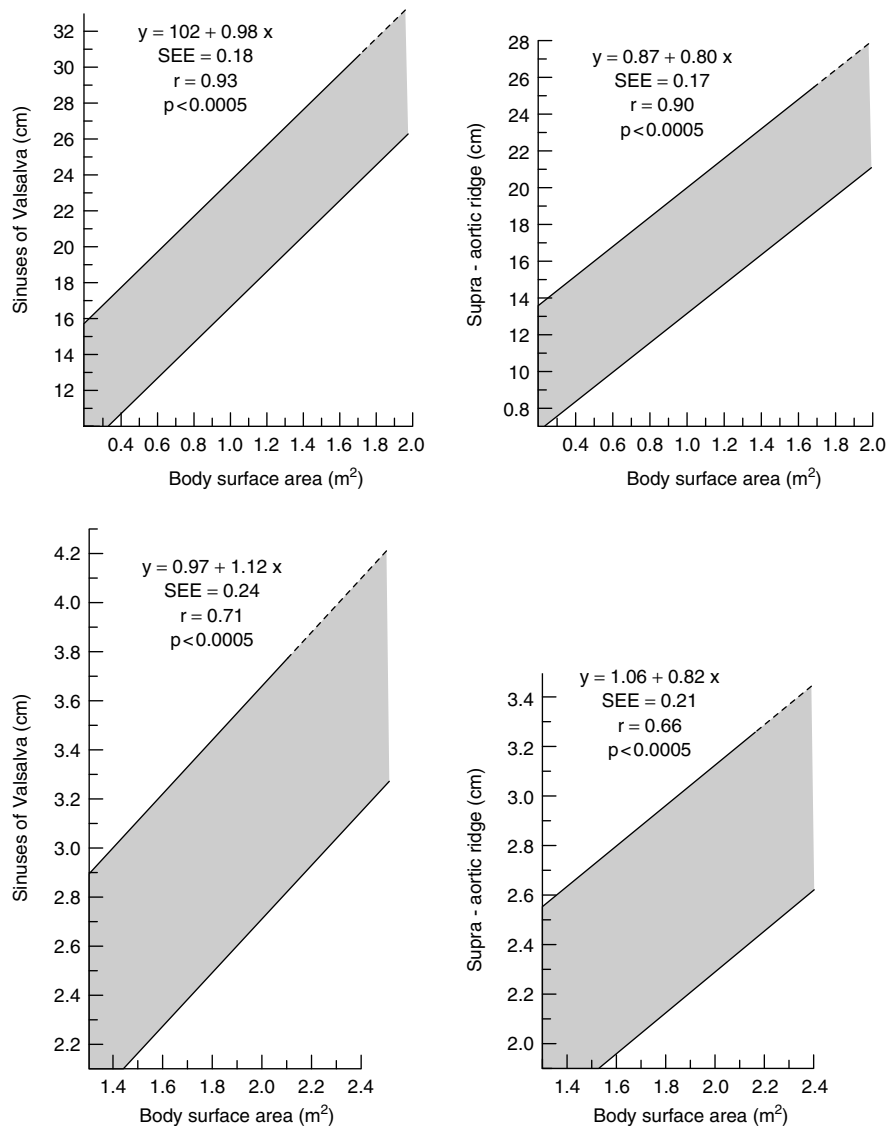 y = 102 + 0.98 x
SEE = 0.18
r = 0.93
p<0.0005
Sinuses of Valsalva (cm)
32
30
28
26
24
22
20
18
16
14
12
0.4 0.6 0.8 1.0 1.2 1.4 1.6 1.8 2.0
Body surface area (m²)
y = 0.87 + 0.80 x
SEE = 0.17
r = 0.90
p<0.0005
Supra - aortic ridge (cm)
28
26
24
22
20
18
16
14
12
10
0.8
0.4 0.6 0.8 1.0 1.2 1.4 1.6 1.8 2.0
Body surface area (m²)
y = 0.97 + 1.12 x
SEE = 0.24
r = 0.71
p<0.0005
Sinuses of Valsalva (cm)
4.2
4.0
3.8
3.6
3.4
3.2
3.0
2.8
2.6
2.4
2.2
1.4 1.6 1.8 2.0 2.2 2.4
Body surface area (m²)
y = 1.06 + 0.82 x
SEE = 0.21
r = 0.66
p<0.0005
Supra - aortic ridge (cm)
3.4
3.2
3.0
2.8
2.6
2.4
2.2
2.0
1.4 1.6 1.8 2.0 2.2 2.4
Body surface area (m²)